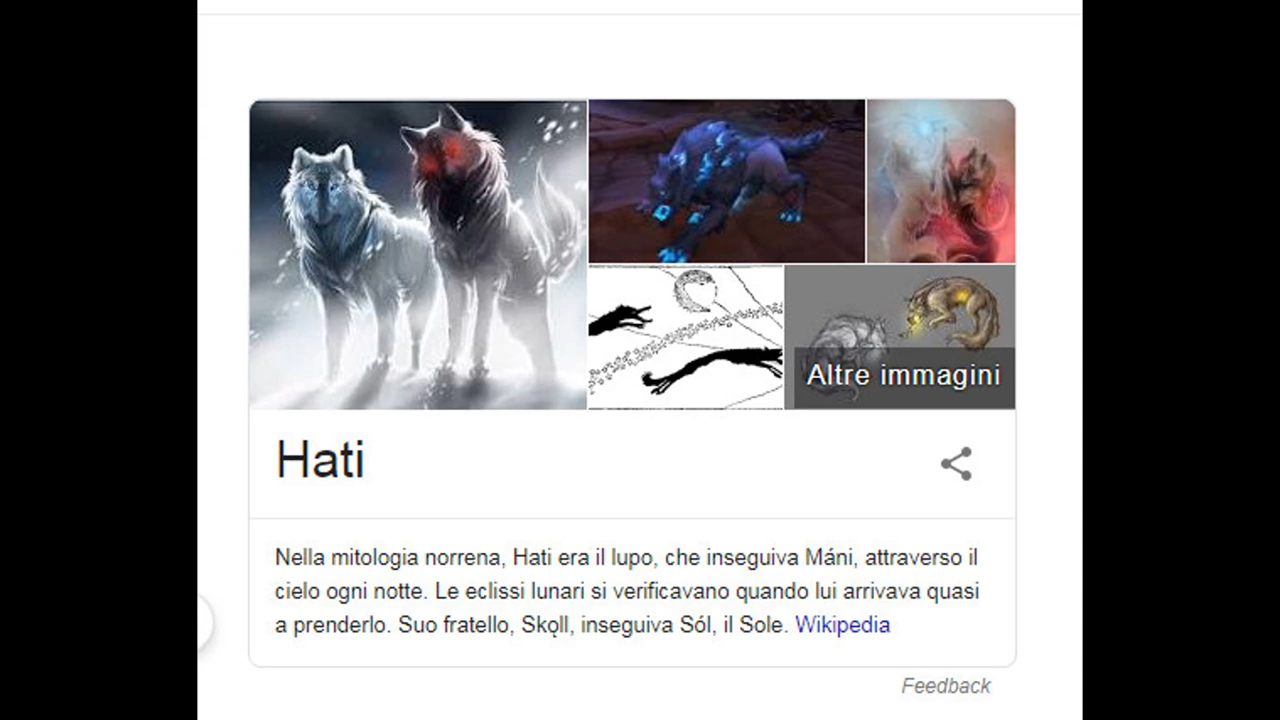 Altre immagini
Hati
Nella mitologia norrena, Hati era il lupo, che inseguiva Máni, attraverso il
cielo ogni notte. Le eclissi lunari si verificavano quando lui arrivava quasi
a prenderlo. Suo fratello, Skǫll, inseguiva Sól, il Sole. Wikipedia
Feedback